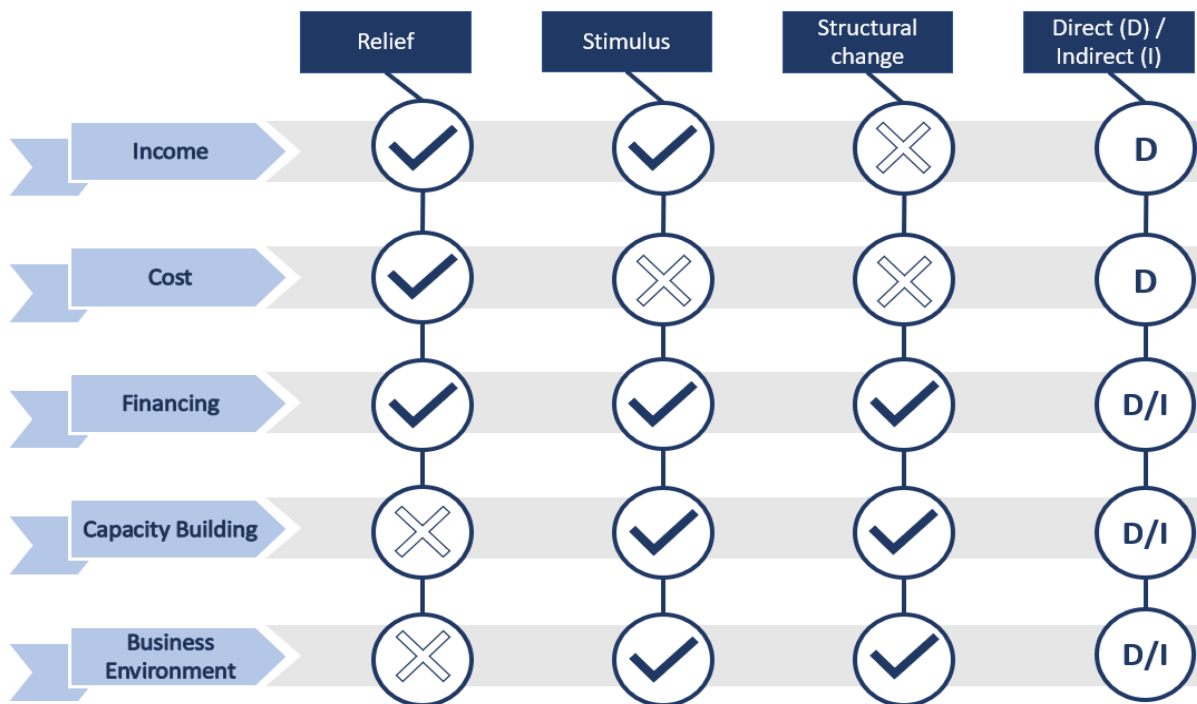 Relief
Stimulus
Structural
change
Direct (D) /
Indirect (I)
Income
D
Cost
D
Financing
D/I
Capacity Building
D/I
Business
Environment
D/I